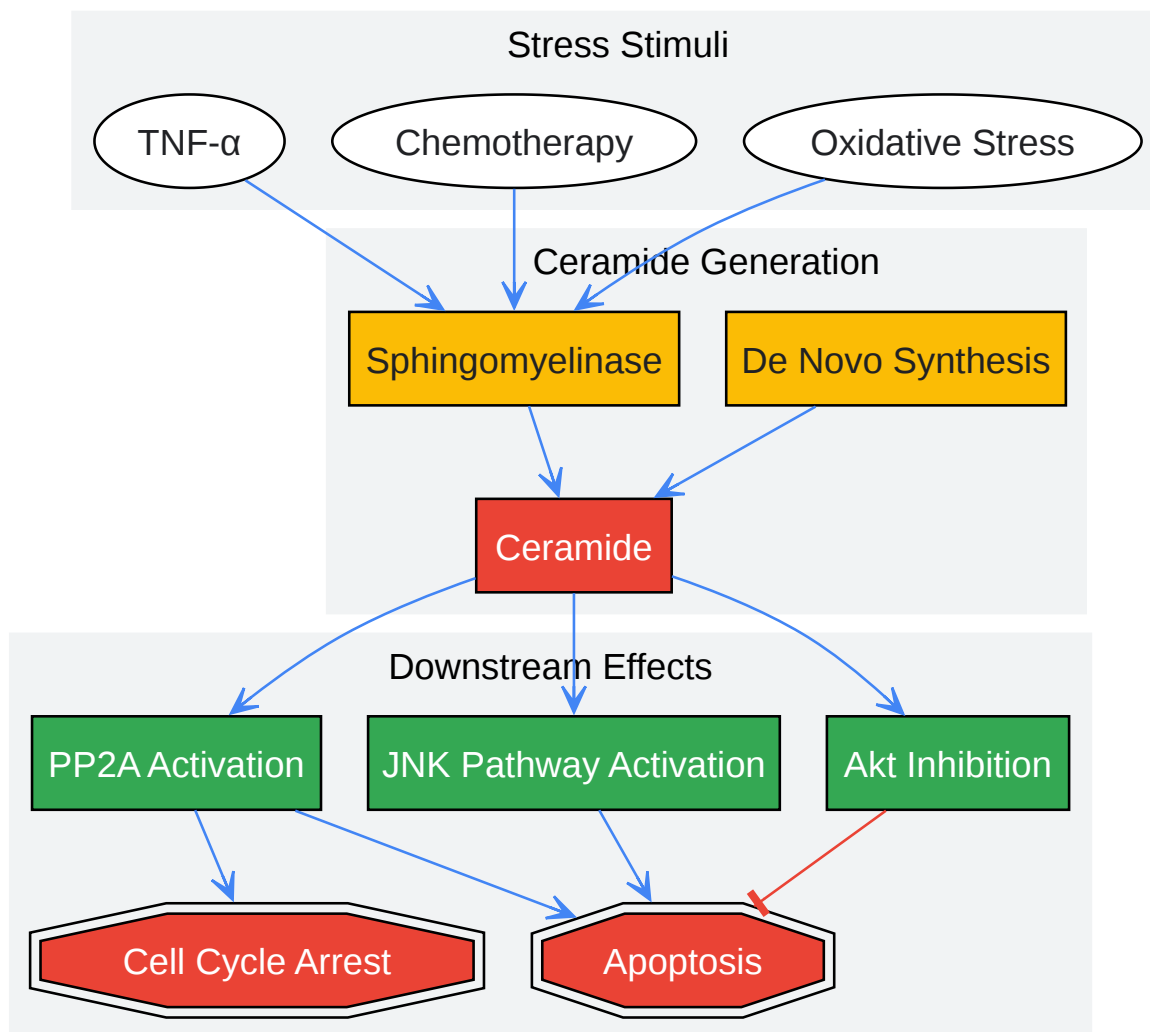 Stress Stimuli
TNF-α
Chemotherapy
Oxidative Stress
Ceramide Generation
Sphingomyelinase
De Novo Synthesis
Ceramide
Downstream Effects
PP2A Activation
JNK Pathway Activation
Akt Inhibition
Cell Cycle Arrest
Apoptosis